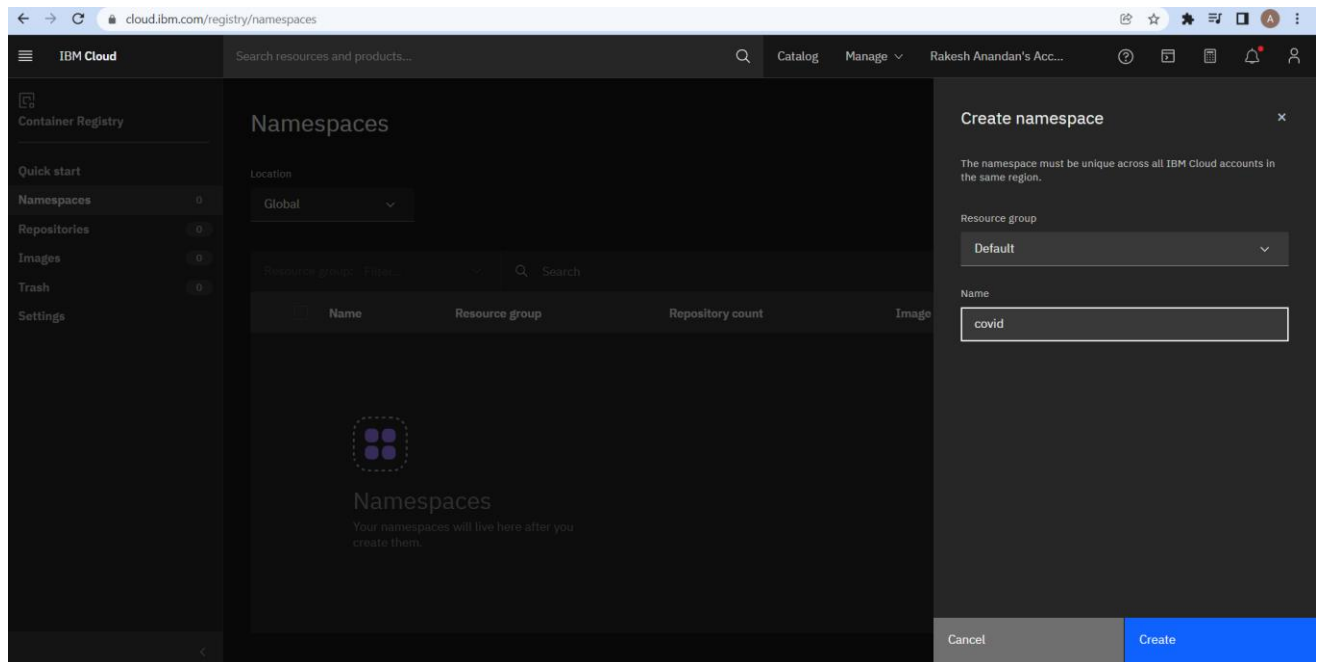 cloud.ibm.com/registry/namespaces
A
IBM Cloud
Search resources and products...
Catalog
Manage
Rakesh Anandan's Acc...
Container Registry
Quick start
Namespaces 0
Repositories 0
Images 0
Trash 0
Settings
Namespaces
Location
Global
Resource group: Filter...
Search
Name Resource group Repository count Image
Namespaces
Your namespaces will live here after you
create them.
Create namespace
The namespace must be unique across all IBM Cloud accounts in
the same region.
Resource group
Default
Name
covid
Cancel
Create